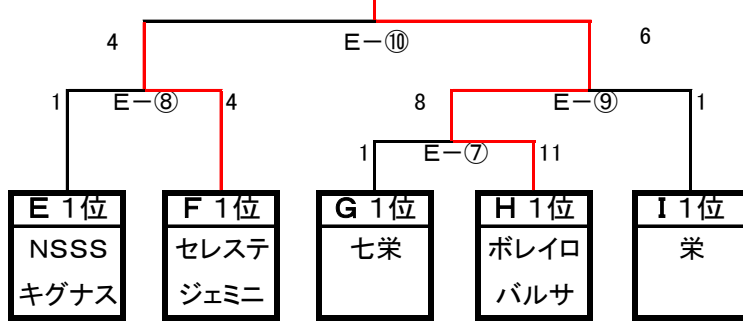 4 E－⑩ 6
1 E－⑧ 4 8 E－⑨ 1
1 E－⑦ 11
E 1位 F 1位 G 1位 H 1位 I 1位
NSSS セレステ 七栄 ボレイロ 栄
キグナス ジェミニ バルサ